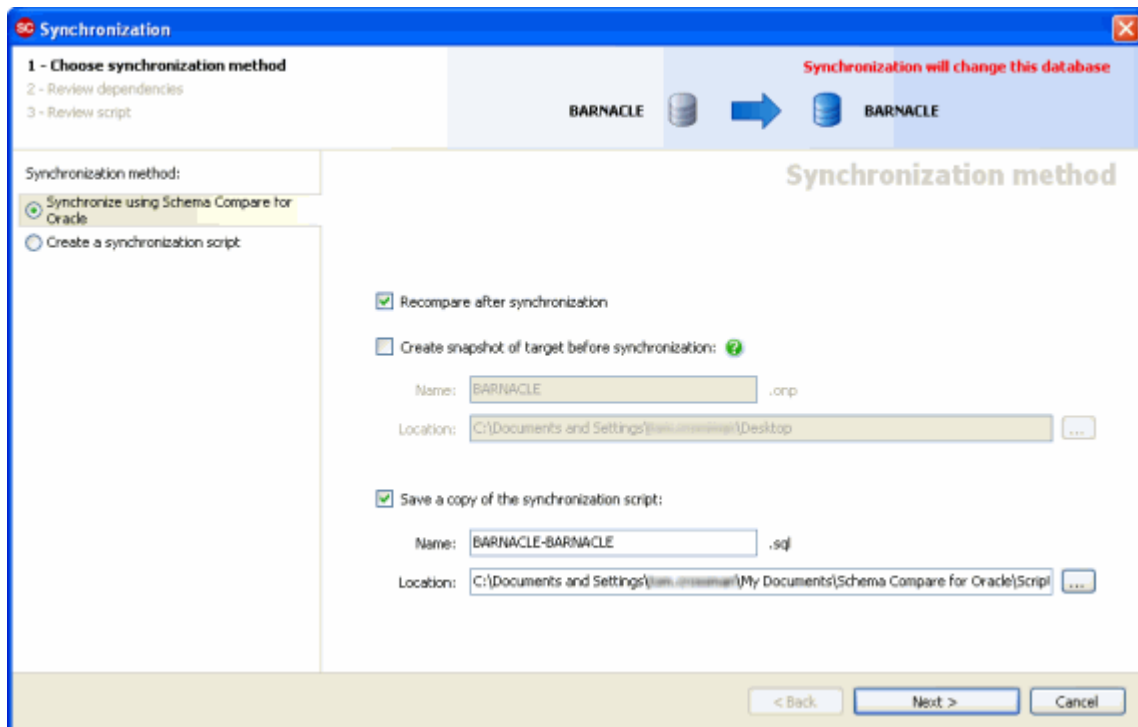 SC Synchronization
1 - Choose synchronization method
2 - Review dependencies
3 - Review script
Synchronization will change this database
BARNACLE BARNACLE
Synchronization method:
Synchronize using Schema Compare for
Oracle
Create a synchronization script
Synchronization method
Recompare after synchronization
Create snapshot of target before synchronization: ?
Name: BARNACLE .onp
Location: C:\Documents and Settings\ \Desktop ...
Save a copy of the synchronization script:
Name: BARNACLE-BARNACLE .sql
Location: C:\Documents and Settings\ \My Documents\Schema Compare for Oracle\Script ...
< Back Next > Cancel